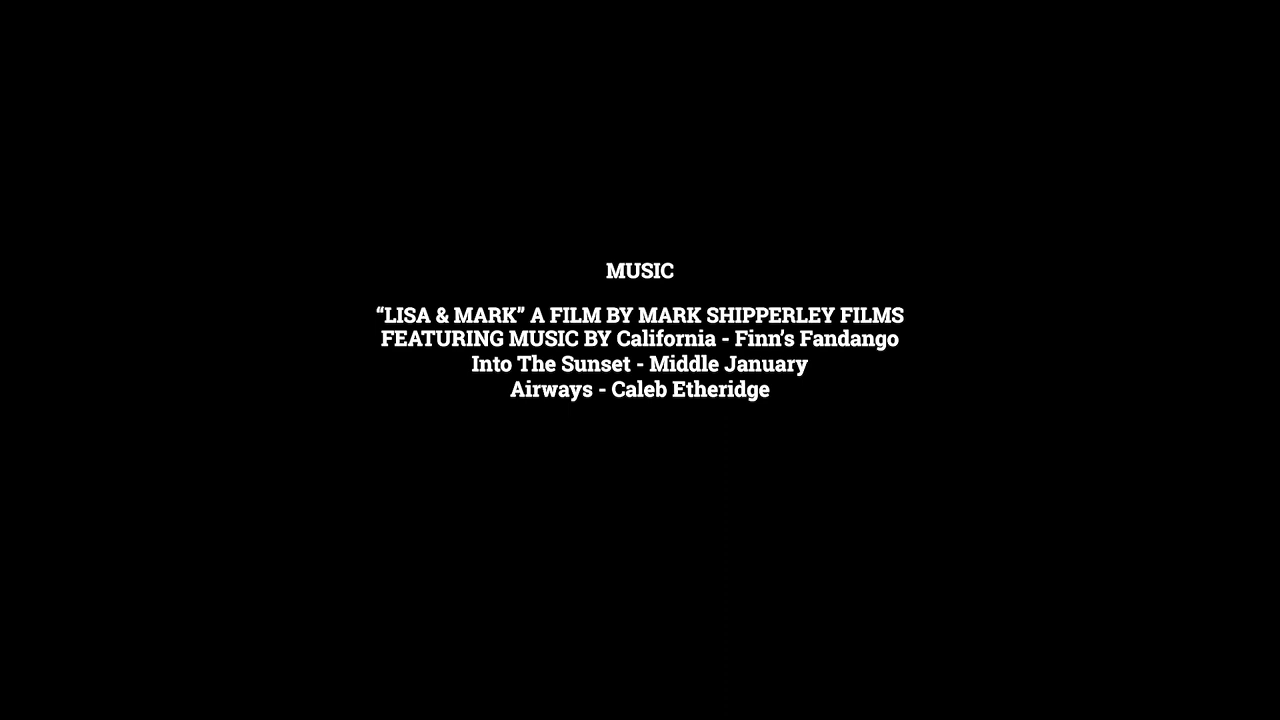 MUSIC
“LISA & MARK” A FILM BY MARK SHIPPERLEY FILMS
FEATURING MUSIC BY California - Finn’s Fandango
Into The Sunset - Middle January
Airways - Caleb Etheridge